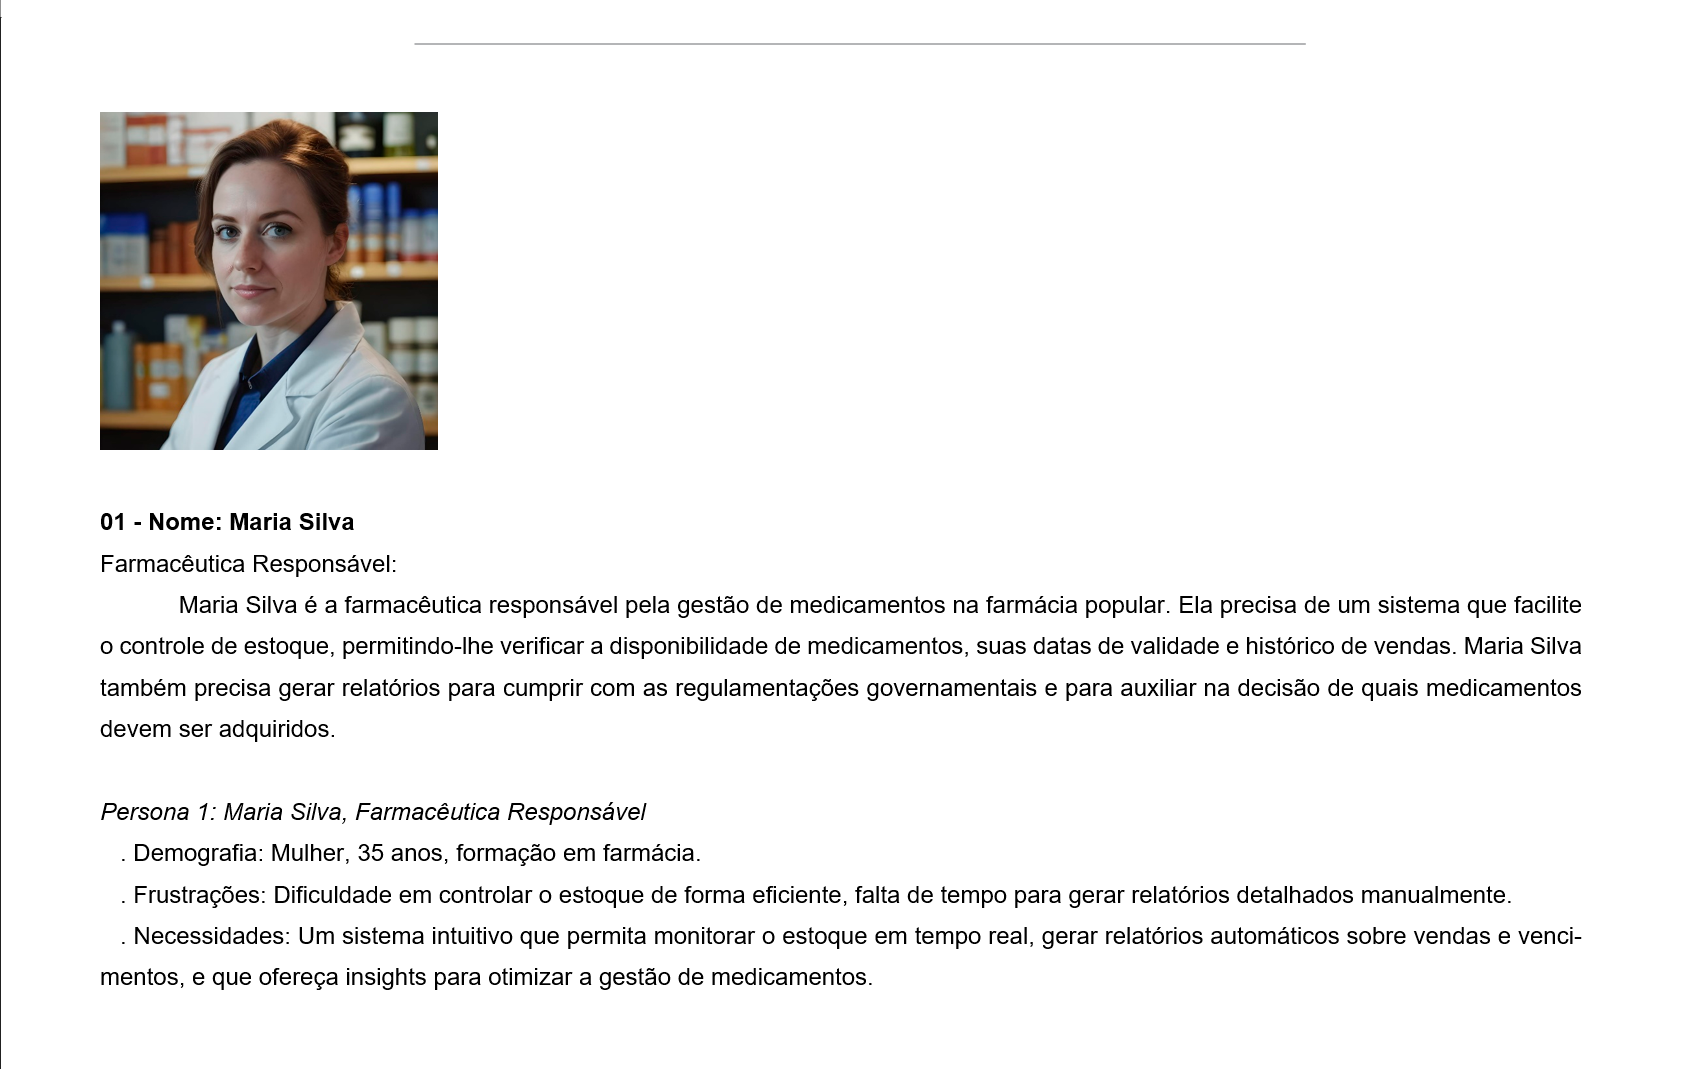 01 - Nome: Maria Silva
Farmacêutica Responsável:
Maria Silva é a farmacêutica responsável pela gestão de medicamentos na farmácia popular. Ela precisa de um sistema que facilite
o controle de estoque, permitindo-lhe verificar a disponibilidade de medicamentos, suas datas de validade e histórico de vendas. Maria Silva
também precisa gerar relatórios para cumprir com as regulamentações governamentais e para auxiliar na decisão de quais medicamentos
devem ser adquiridos.
Persona 1: Maria Silva, Farmacêutica Responsável
. Demografia: Mulher, 35 anos, formação em farmácia.
. Frustrações: Dificuldade em controlar o estoque de forma eficiente, falta de tempo para gerar relatórios detalhados manualmente.
. Necessidades: Um sistema intuitivo que permita monitorar o estoque em tempo real, gerar relatórios automáticos sobre vendas e venci-
mentos, e que ofereça insights para otimizar a gestão de medicamentos.